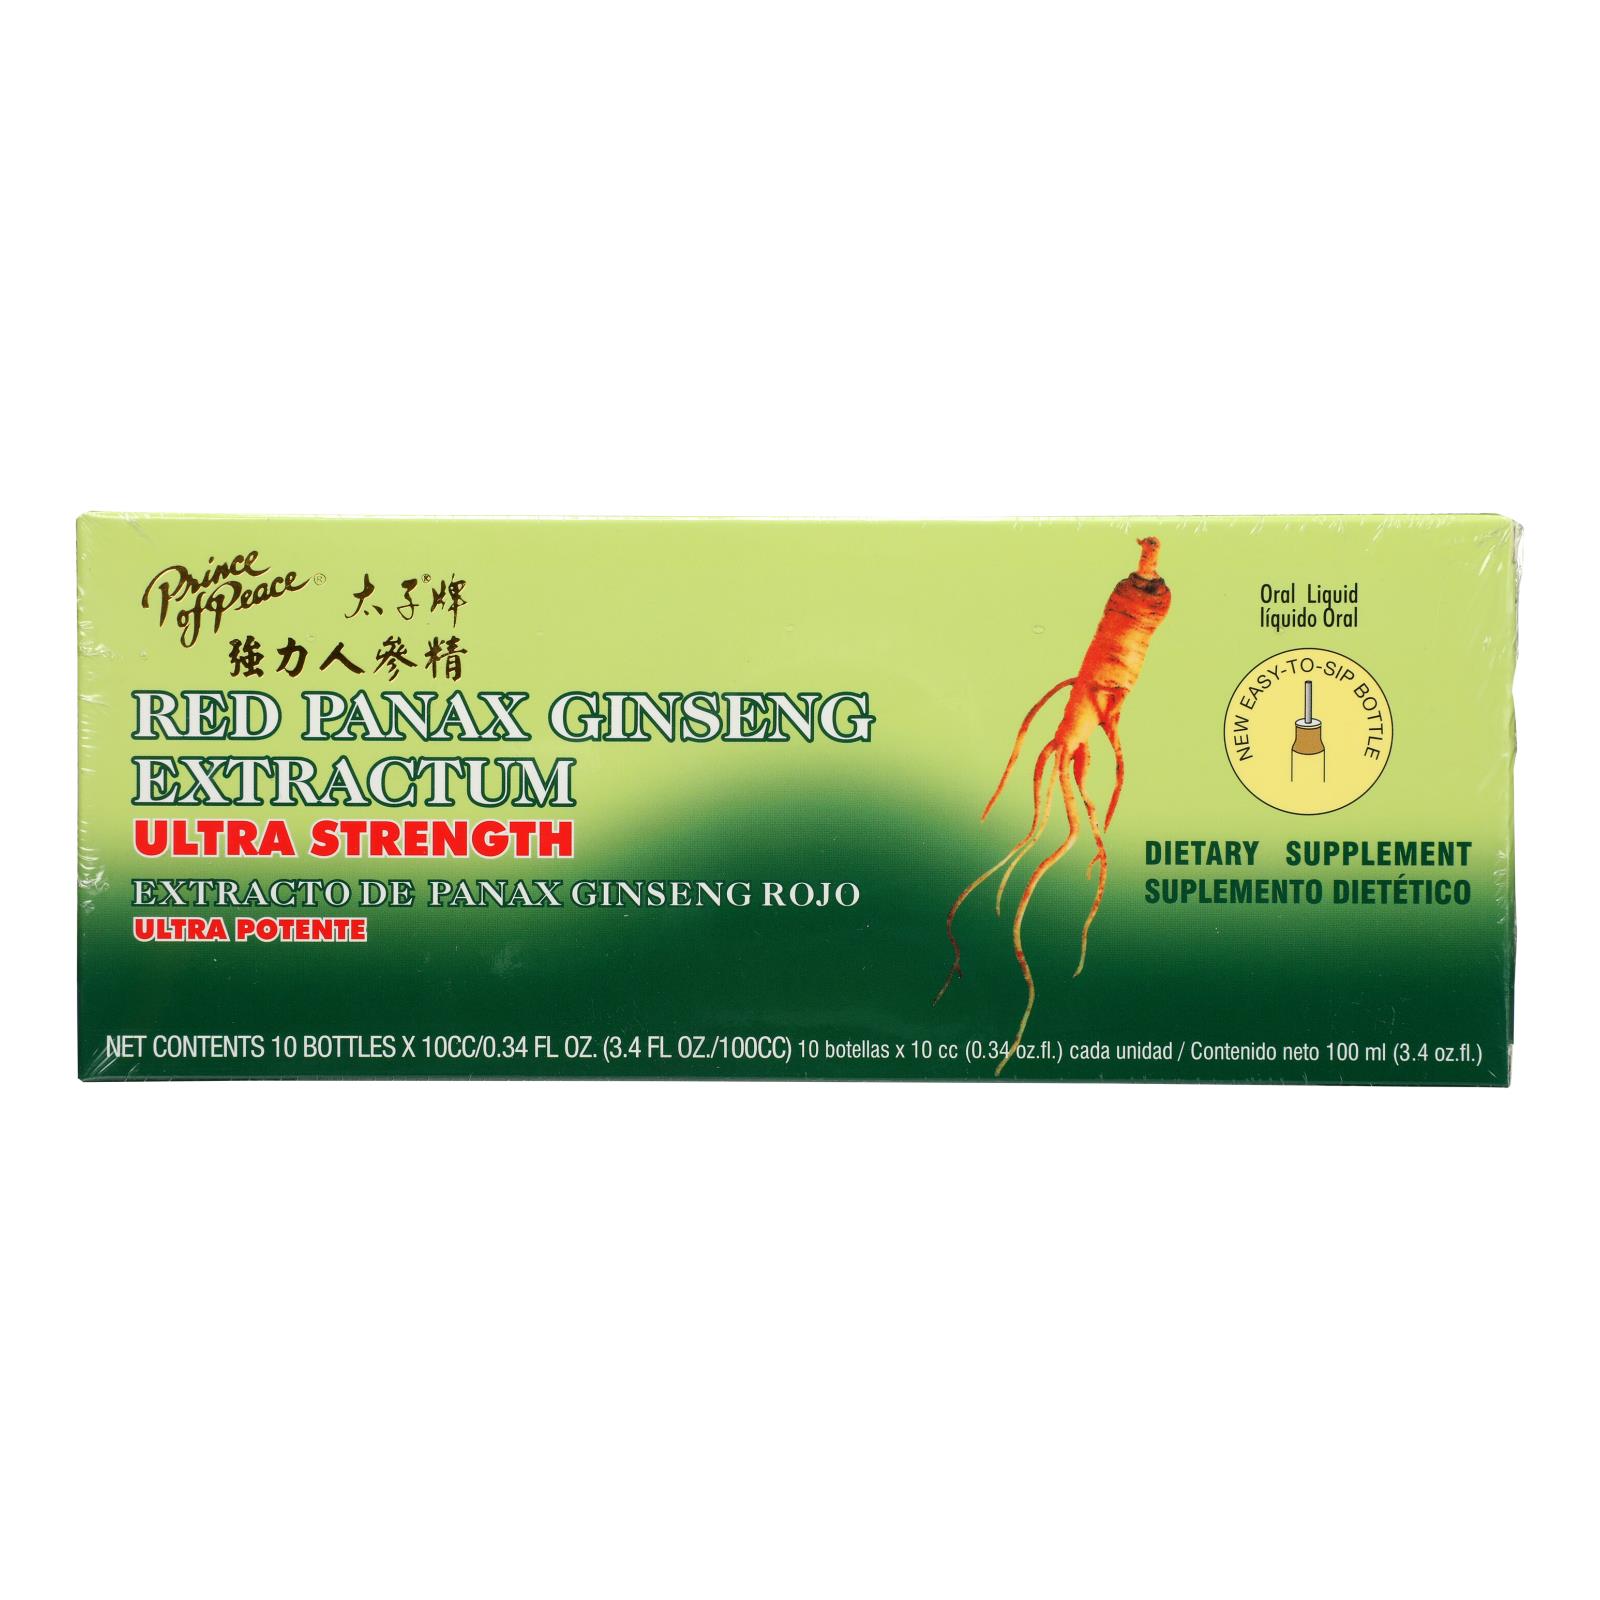 Prince of Peace®
太子®牌
強力人參精
RED PANAX GINSENG
EXTRACTUM
ULTRA STRENGTH
EXTRACTO DE PANAX GINSENG ROJO
ULTRA POTENTE
Oral Liquid
líquido Oral
NEW EASY-TO-SIP BOTTLE
DIETARY SUPPLEMENT
SUPLEMENTO DIETÉTICO
NET CONTENTS 10 BOTTLES X 10CC/0.34 FL OZ. (3.4 FL OZ./100CC) 10 botellas x 10 cc (0.34 oz.fl.) cada unidad / Contenido neto 100 ml (3.4 oz.fl.)